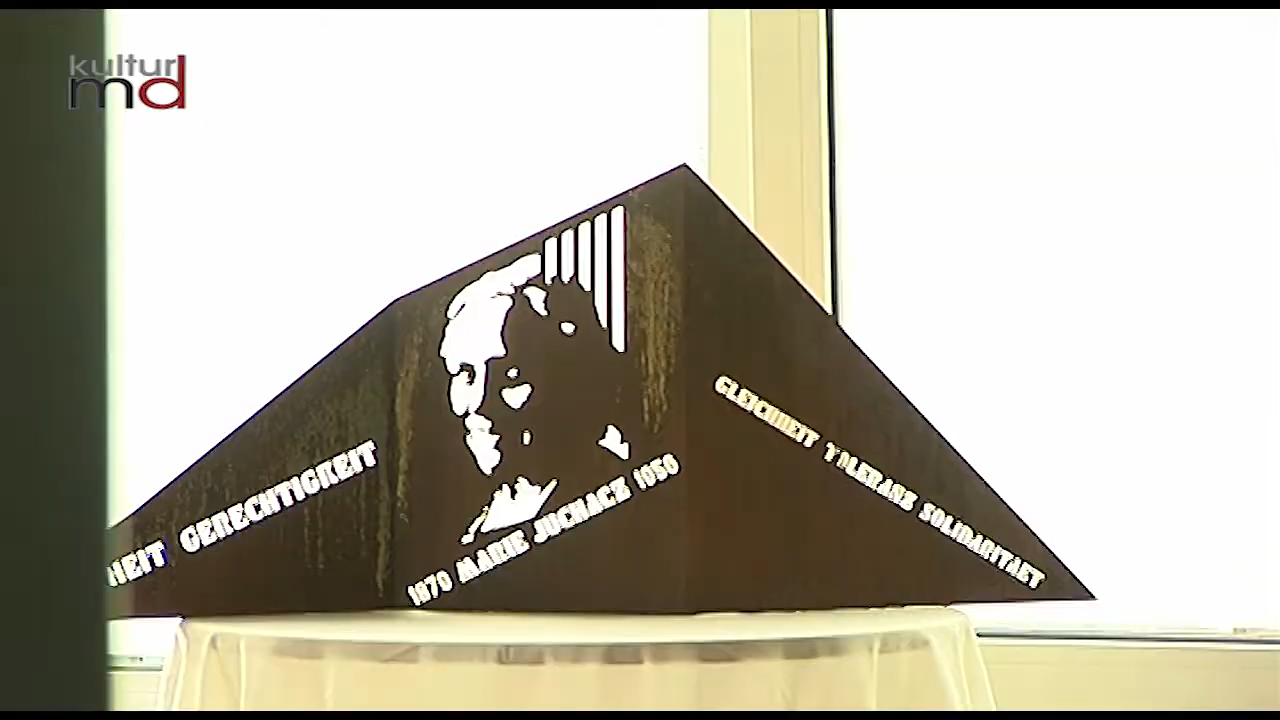 kultur
md
HEIT GERECHTIGKEIT
1879 MARIE JUCHACZ 1956
GLEICHHEIT TOLERANZ SOLIDARITAET